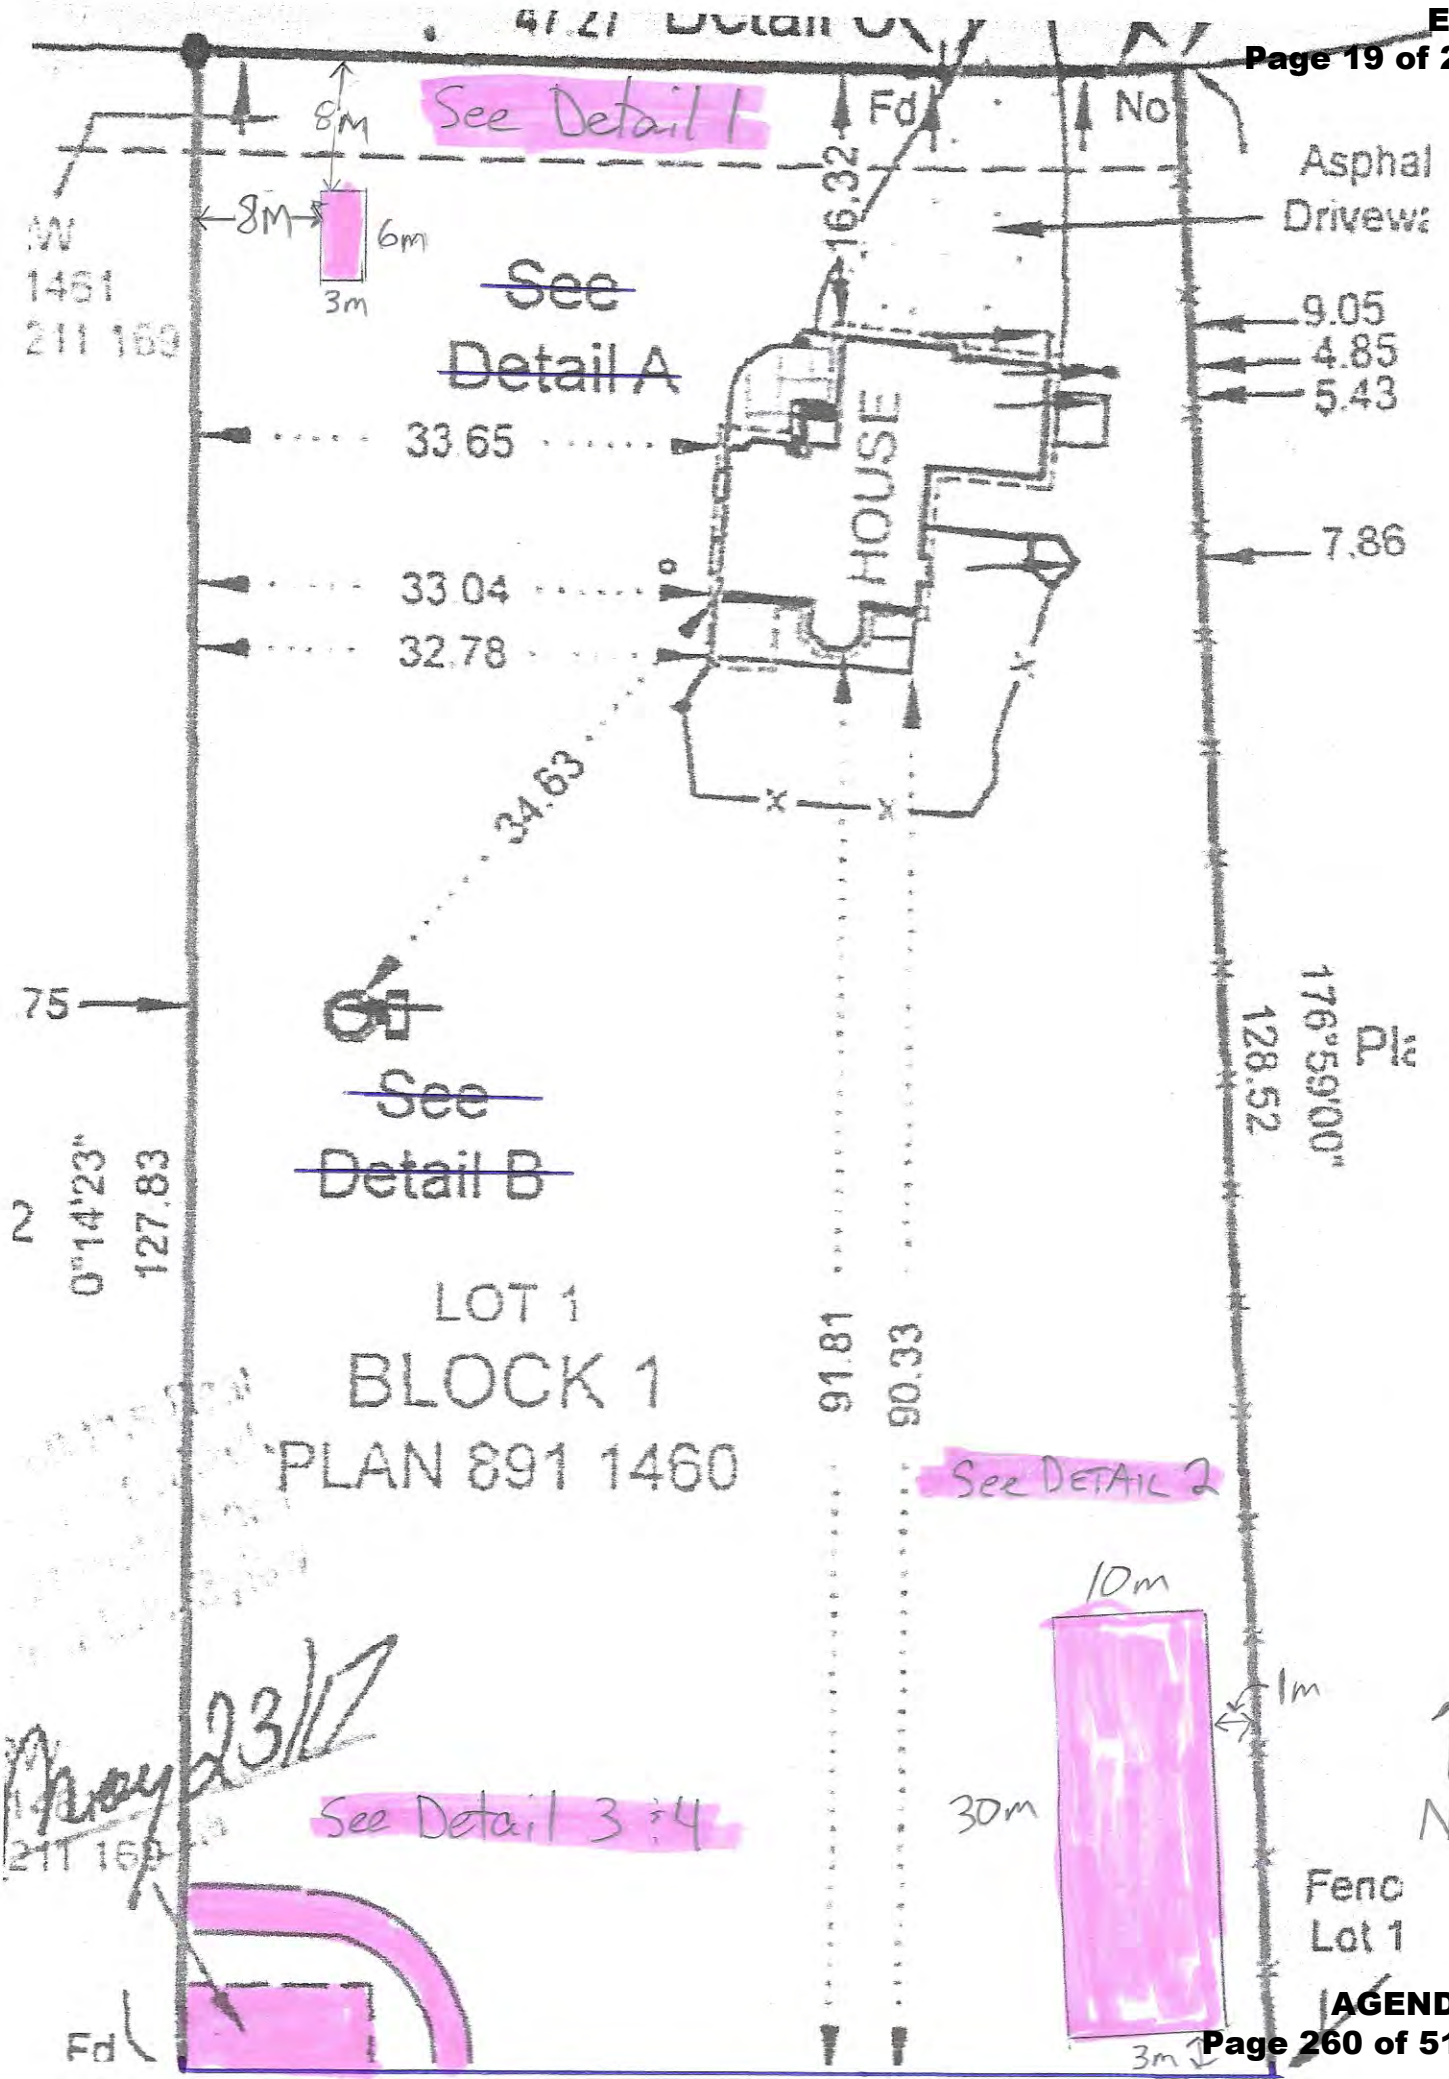 47.27 Detail C
E
Page 19 of 2
8M
See Detail 1
Fd
No
16.32
Asphal
Drivewa
8M
6m
3m
.W
1461
211 169
See
Detail A
9.05
4.85
5.43
33.65
HOUSE
7.86
33.04
32.78
34.63
75
See
Detail B
176°59'00"
128.52
Pla
2
0°14'23"
127.83
LOT 1
BLOCK 1
PLAN 891 1460
91.81
90.33
See DETAIL 2
10m
1m
30m
May 23/17
211 169
See Detail 3 & 4
N
Fenc
Lot 1
Fd
3m
AGEND
Page 260 of 51